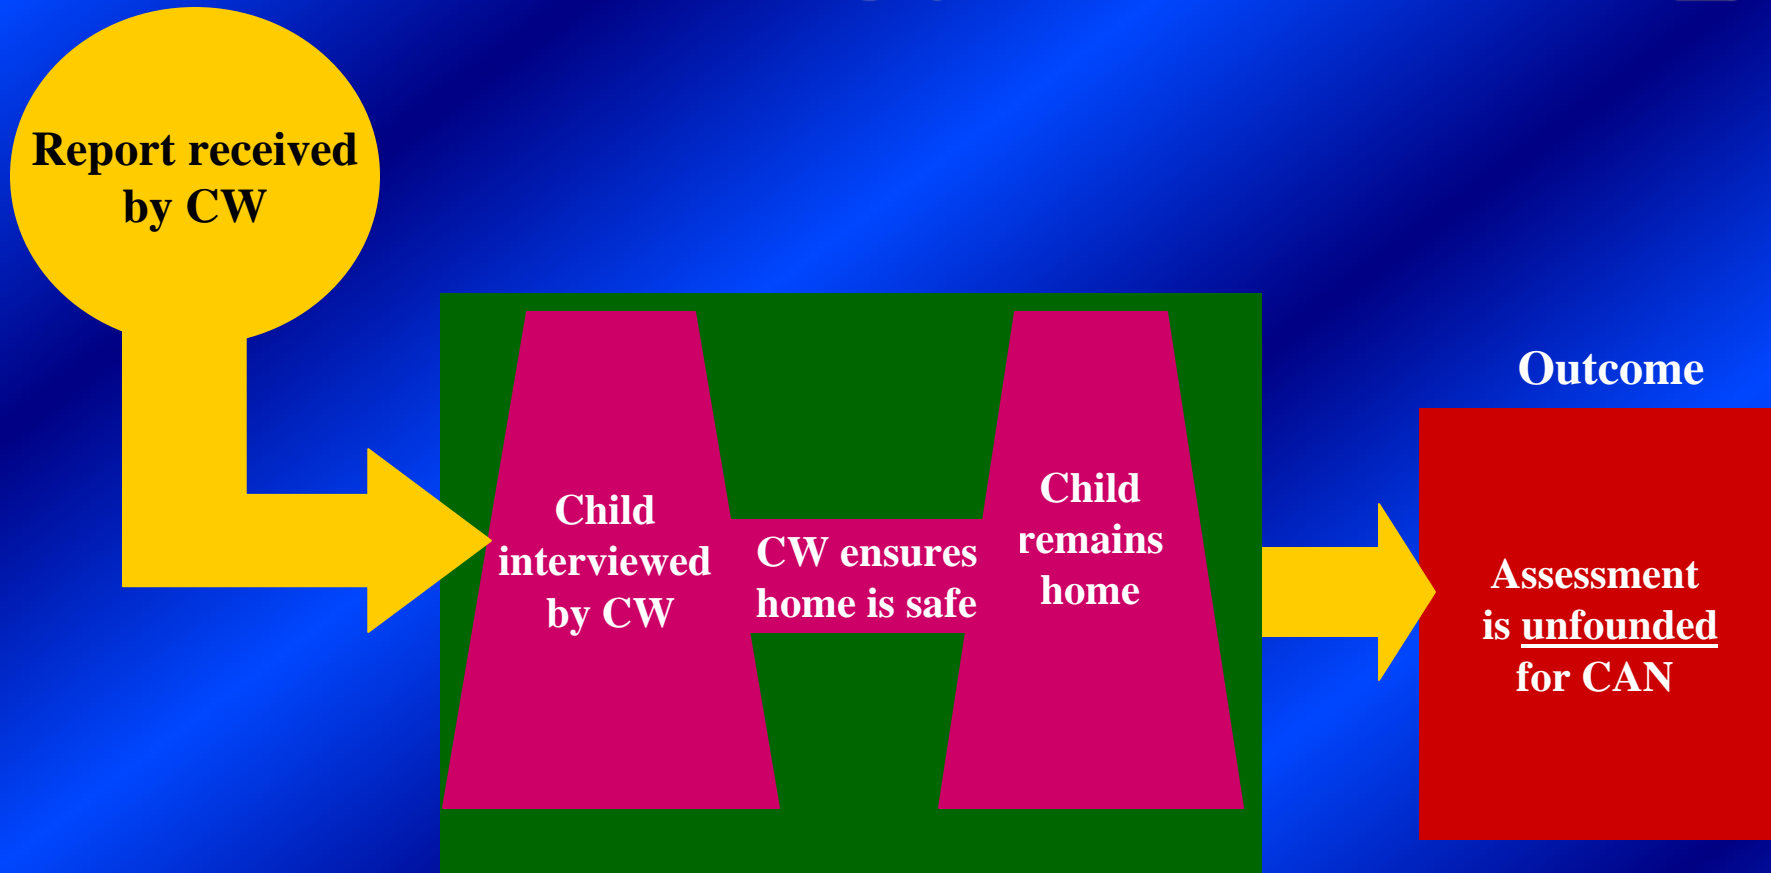 Report received
by CW
Child
interviewed
by CW
CW ensures
home is safe
Child
remains
home
Outcome
Assessment
is unfounded
for CAN